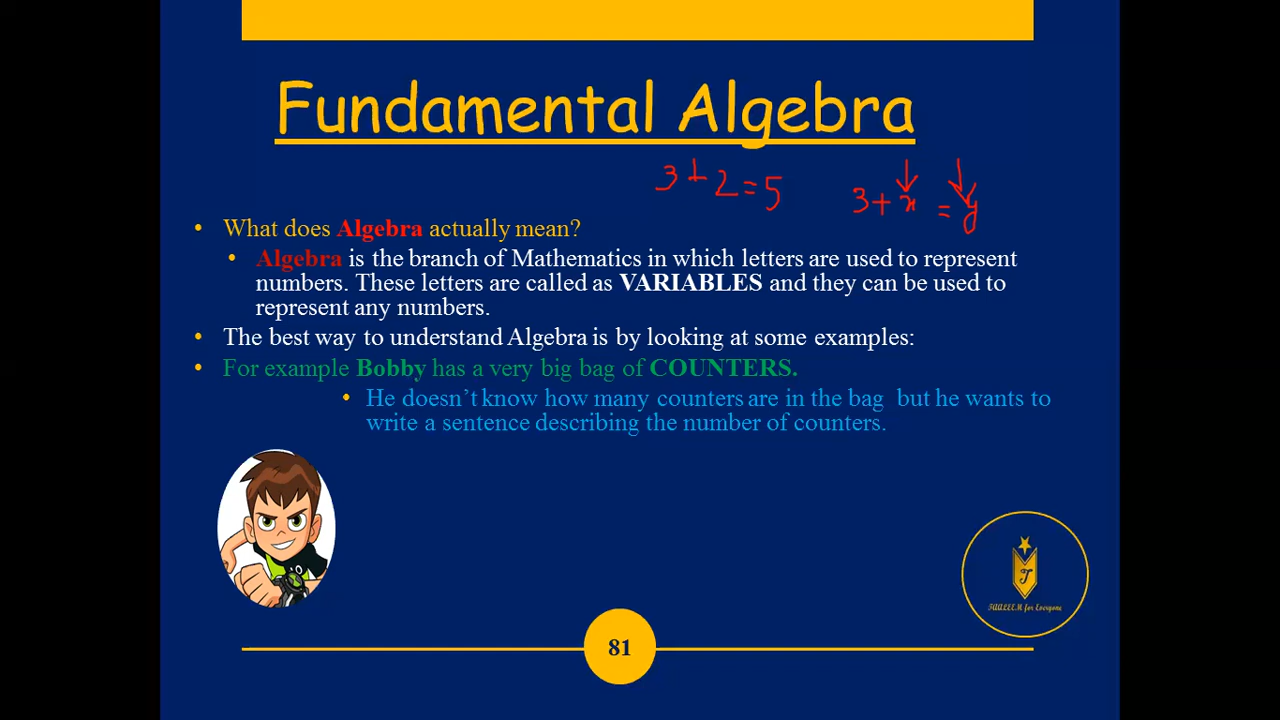 Fundamental Algebra
3 + 2 = 5 3 + x = y
• What does Algebra actually mean?
• Algebra is the branch of Mathematics in which letters are used to represent
numbers. These letters are called as VARIABLES and they can be used to
represent any numbers.
• The best way to understand Algebra is by looking at some examples:
• For example Bobby has a very big bag of COUNTERS.
• He doesn't know how many counters are in the bag but he wants to
write a sentence describing the number of counters.
T
TAALEEM for Everyone
81